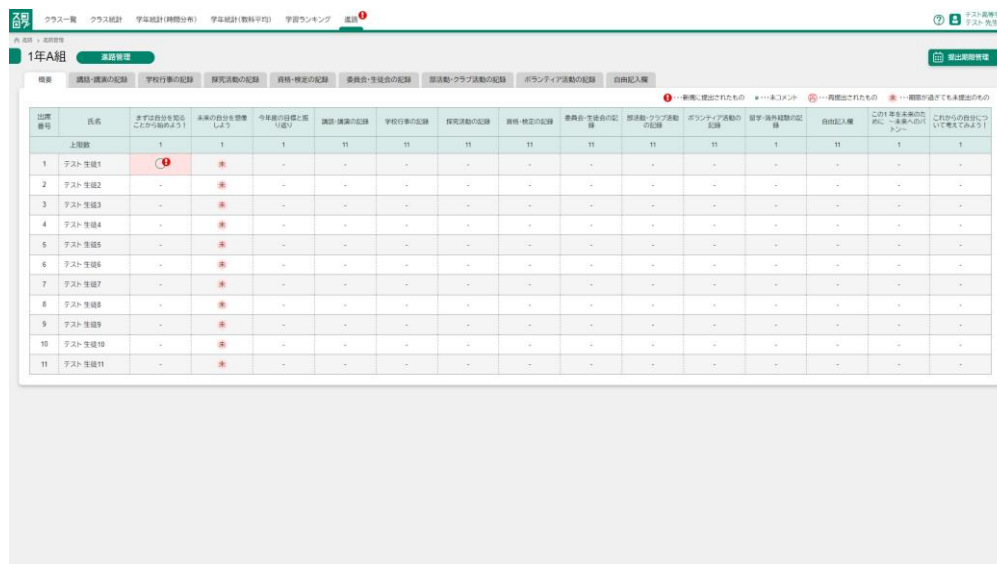 クラス一覧 クラス統計 学年統計(時間分布) 学年統計(教科平均) 学習ランキング 進路 !
? テスト先生
進路 > 進路管理
1年A組 進路管理 提出期限管理
概要 講話・講演の記録 学校行事の記録 探究活動の記録 資格・検定の記録 委員会・生徒会の記録 部活動・クラブ活動の記録 ボランティア活動の記録 自由記入欄
! …新規に提出されたもの ● …未コメント 再 …再提出されたもの 未 …期限が過ぎても未提出のもの
出席番号 氏名 まずは自分を知ることから始めよう! 未来の自分を想像しよう 今年度の目標と振り返り 講話・講演の記録 学校行事の記録 探究活動の記録 資格・検定の記録 委員会・生徒会の記録 部活動・クラブ活動の記録 ボランティア活動の記録 留学・海外経験の記録 自由記入欄 この1年を未来のために ～未来へのバトン～ これからの自分について考えてみよう!
上限数 1 1 1 11 11 11 11 11 11 11 1 11 1 1
1 テスト 生徒1 ! 未 - - - - - - - - - - - -
2 テスト 生徒2 - 未 - - - - - - - - - - - -
3 テスト 生徒3 - 未 - - - - - - - - - - - -
4 テスト 生徒4 - 未 - - - - - - - - - - - -
5 テスト 生徒5 - 未 - - - - - - - - - - - -
6 テスト 生徒6 - 未 - - - - - - - - - - - -
7 テスト 生徒7 - 未 - - - - - - - - - - - -
8 テスト 生徒8 - 未 - - - - - - - - - - - -
9 テスト 生徒9 - 未 - - - - - - - - - - - -
10 テスト 生徒10 - 未 - - - - - - - - - - - -
11 テスト 生徒11 - 未 - - - - - - - - - - - -